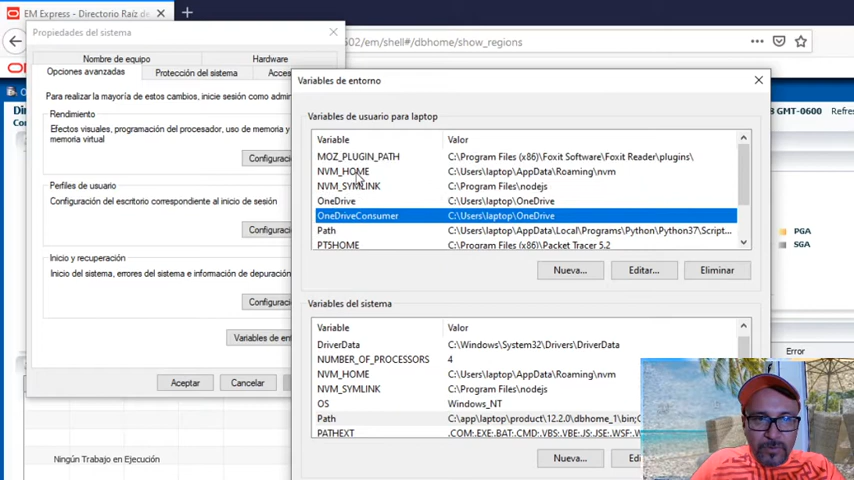 EM Express - Directorio Raíz d
Propiedades del sistema
602/em/shell#/dbhome/show_regions
Nombre de equipo
Hardware
Opciones avanzadas
Protección del sistema
Acces
Para realizar la mayoría de estos cambios, inicie sesión como admi
Rendimiento
Efectos visuales, programación del procesador, uso de memoria y
memoria virtual
Configuració
Perfiles de usuario
Configuración del escritorio correspondiente al inicio de sesión
Configuració
Inicio y recuperación
Inicio del sistema, errores del sistema e información de depuración
Configuració
Variables de ent
Aceptar
Cancelar
Ningún Trabajo en Ejecución
Variables de entorno
Variables de usuario para laptop
Variable Valor
MOZ_PLUGIN_PATH C:\Program Files (x86)\Foxit Software\Foxit Reader\plugins\
NVM_HOME C:\Users\laptop\AppData\Roaming\nvm
NVM_SYMLINK C:\Program Files\nodejs
OneDrive C:\Users\laptop\OneDrive
OneDriveConsumer C:\Users\laptop\OneDrive
Path C:\Users\laptop\AppData\Local\Programs\Python\Python37\Script...
PT5HOME C:\Program Files (x86)\Packet Tracer 5.2
Nueva... Editar... Eliminar
Variables del sistema
Variable Valor
DriverData C:\Windows\System32\Drivers\DriverData
NUMBER_OF_PROCESSORS 4
NVM_HOME C:\Users\laptop\AppData\Roaming\nvm
NVM_SYMLINK C:\Program Files\nodejs
OS Windows_NT
Path C:\app\laptop\product\12.2.0\dbhome_1\bin;
PATHEXT .COM;.EXE;.BAT;.CMD;.VBS;.VBE;.JS;.JSE;.WSF;.W
Nueva... Edi
8 GMT-0600 Refres
PGA
SGA
Error